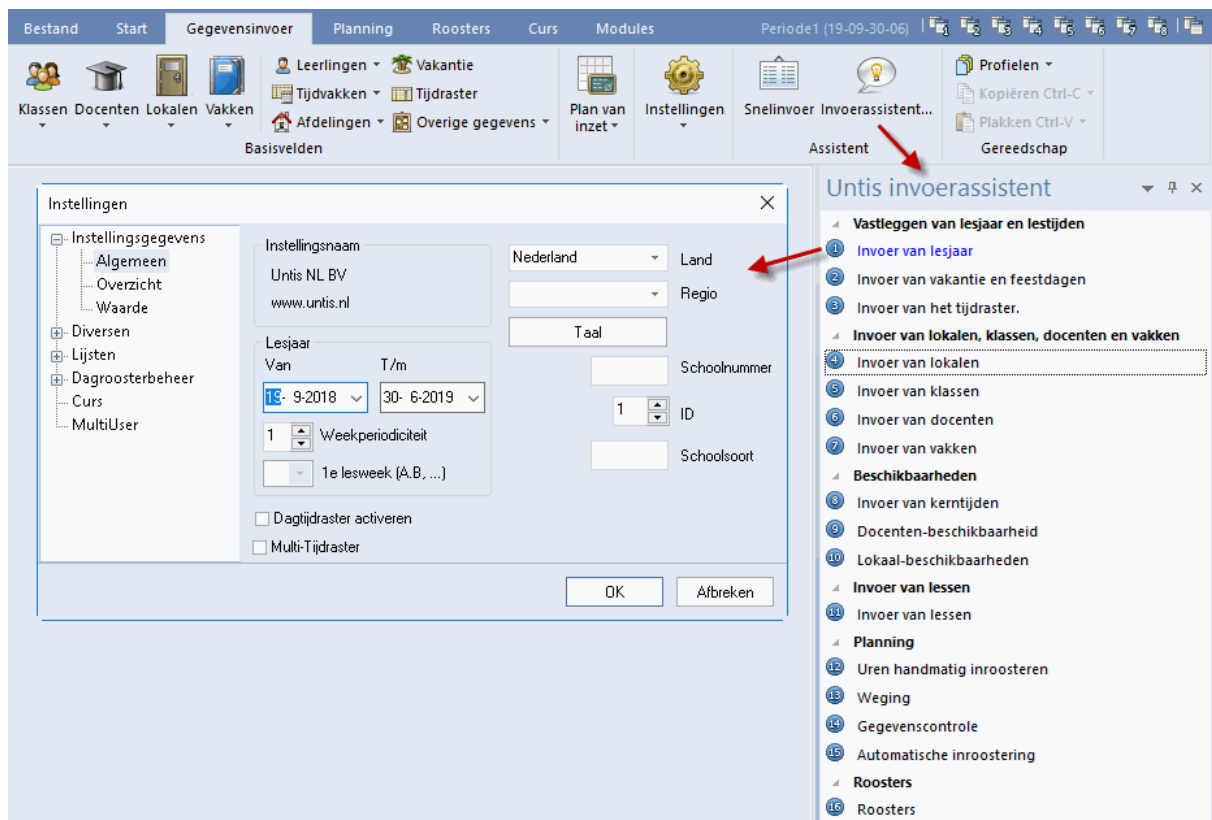 Bestand Start Gegevensinvoer Planning Roosters Curs Modules Periode1 (19-09-30-06) 1 2 3 4 5 6 7 8
Leerlingen Vakantie
Tijdvakken Tijdraster
Afdelingen Overige gegevens
Klassen Docenten Lokalen Vakken
Basisvelden
Plan van
inzet
Instellingen
Snelinvoer Invoerassistent...
Assistent
Profielen
Kopiëren Ctrl-C
Plakken Ctrl-V
Gereedschap
Instellingen
Instellingsgegevens
Algemeen
Overzicht
Waarde
Diversen
Lijsten
Dagroosterbeheer
Curs
MultiUser
Instellingsnaam
Untis NL BV
www.untis.nl
Lesjaar
Van T/m
19- 9-2018 30- 6-2019
1 Weekperiodiciteit
1e lesweek (A.B, ...)
Dagtijdraster activeren
Multi-Tijdraster
Nederland Land
Regio
Taal
Schoolnummer
1 ID
Schoolsoort
OK Afbreken
Untis invoerassistent
Vastleggen van lesjaar en lestijden
1 Invoer van lesjaar
2 Invoer van vakantie en feestdagen
3 Invoer van het tijdraster.
Invoer van lokalen, klassen, docenten en vakken
4 Invoer van lokalen
5 Invoer van klassen
6 Invoer van docenten
7 Invoer van vakken
Beschikbaarheden
8 Invoer van kerntijden
9 Docenten-beschikbaarheid
10 Lokaal-beschikbaarheden
Invoer van lessen
11 Invoer van lessen
Planning
12 Uren handmatig inroosteren
13 Weging
14 Gegevenscontrole
15 Automatische inroostering
Roosters
16 Roosters